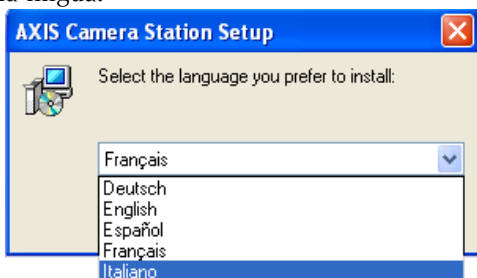 AXIS Camera Station Setup
Select the language you prefer to install:
Français
Deutsch
English
Español
Français
Italiano